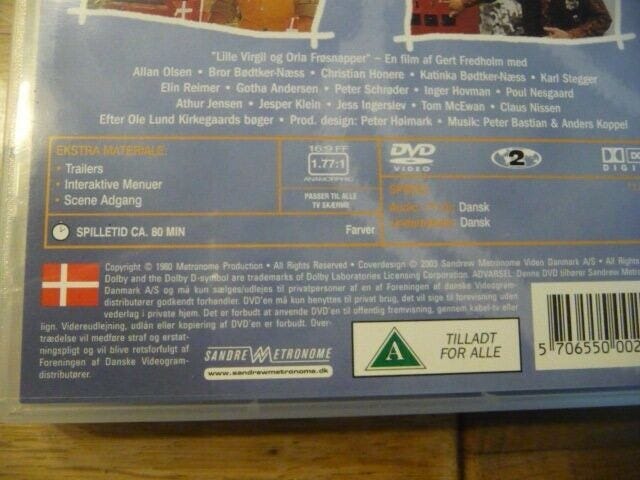 "Lille Virgil og Orla Frøsnapper" – En film af Gert Fredholm med
Allan Olsen • Bror Bødtker-Næss • Christian Honere • Katinka Bødtker-Næss • Karl Stegger
Elin Reimer • Gotha Andersen • Peter Schrøder • Inger Hovman • Poul Nesgaard
Athur Jensen • Jesper Klein • Jess Ingerslev • Tom McEwan • Claus Nissen
Efter Ole Lund Kirkegaards bøger • Prod. design: Peter Høimark • Musik: Peter Bastian & Anders Koppel
EKSTRA MATERIALE:
• Trailers
• Interaktive Menuer
• Scene Adgang
16:9 FF
1.77:1
ANAMORPHIC
PASSER TIL ALLE
TV SKÆRME
DVD
VIDEO
2
DIGIT
Dansk
Dansk
SPILLETID CA. 80 MIN
Farver
Copyright © 1980 Metronome Production • All Rights Reserved • Coverdesign © 2003 Sandrew Metronome Video Danmark A/S • All
Dolby and the Dolby D-symbol are trademarks of Dolby Laboratories Licensing Corporation. ADVARSEL: Denne DVD tilhører Sandrew Metro
Danmark A/S og må kun sælges/udlejes til privatpersoner af en af Foreningen af danske Videogram-
distributører godkendt forhandler. DVD'en må kun benyttes til privat brug, det vil sige til forevisning uden
vederlag i private hjem. Det er forbudt at anvende DVD'en til offentlig fremvisning, gennem kabel-tv eller
lign. Videreudlejning, udlån eller kopiering af DVD'en er forbudt. Over-
trædelse vil medføre straf og erstat-
ningspligt og vil blive retsforfulgt af
Foreningen af Danske Videogram-
distributører.
SANDREW METRONOME
www.sandrewmetronome.dk
A
TILLADT
FOR ALLE
5 706550 002